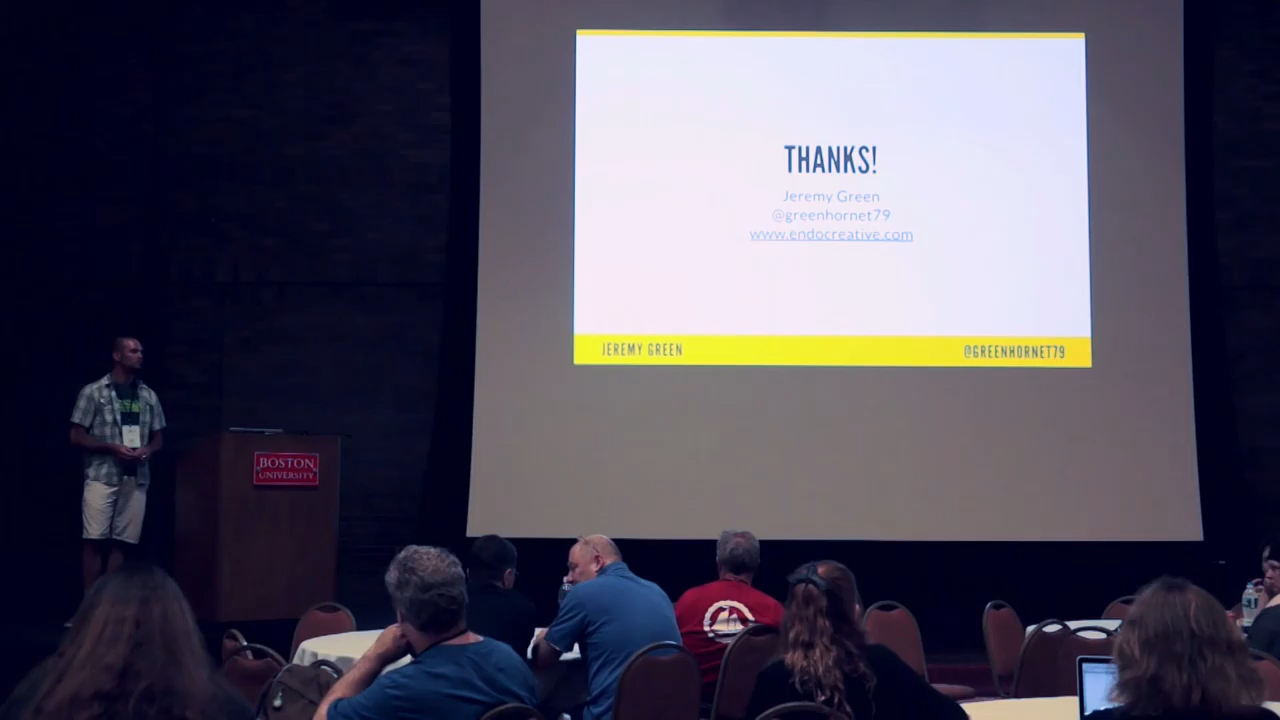 THANKS!
Jeremy Green
@greenhornet79
www.endocreative.com
JEREMY GREEN
@GREENHORNET79
BOSTON
UNIVERSITY